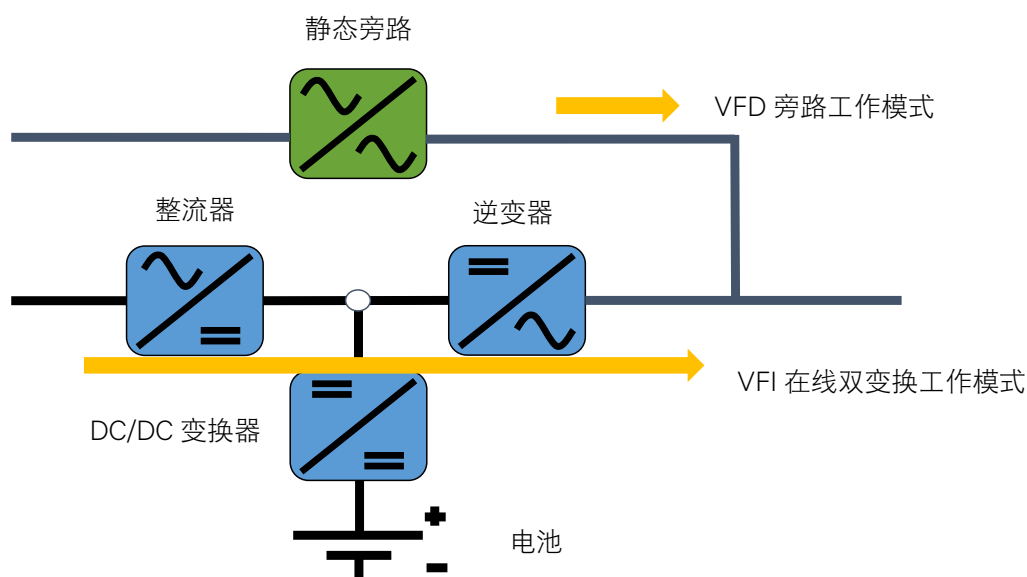 静态旁路
VFD 旁路工作模式
整流器
逆变器
VFI 在线双变换工作模式
DC/DC 变换器
电池